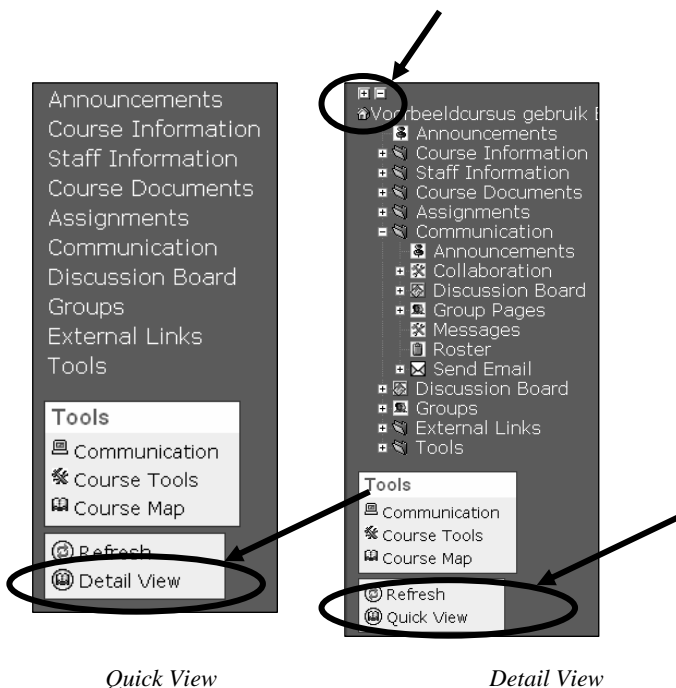 Announcements
Course Information
Staff Information
Course Documents
Assignments
Communication
Discussion Board
Groups
External Links
Tools
Tools
Communication
Course Tools
Course Map
Refresh
Detail View
Quick View
Voorbeeldcursus gebruik
Announcements
Course Information
Staff Information
Course Documents
Assignments
Communication
Announcements
Collaboration
Discussion Board
Group Pages
Messages
Roster
Send Email
Discussion Board
Groups
External Links
Tools
Tools
Communication
Course Tools
Course Map
Refresh
Quick View
Detail View